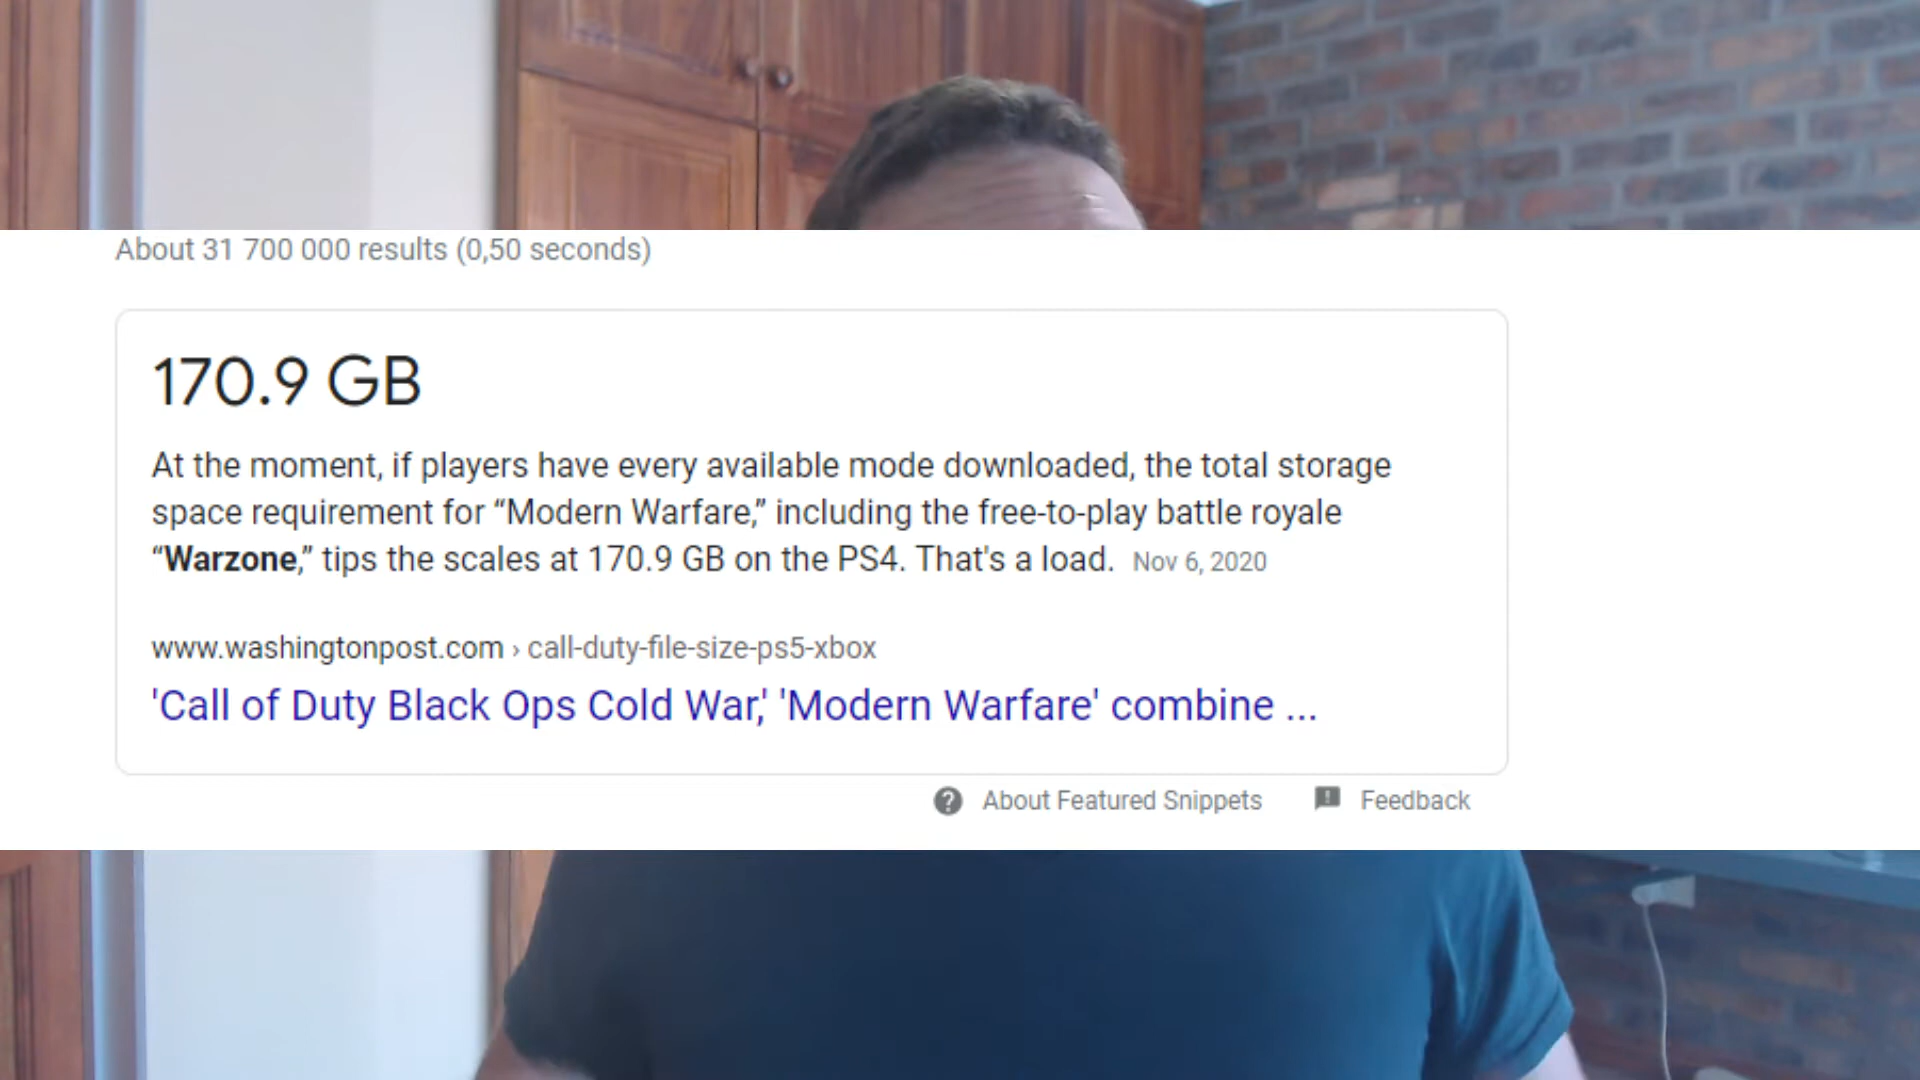 About 31 700 000 results (0,50 seconds)
170.9 GB
At the moment, if players have every available mode downloaded, the total storage
space requirement for “Modern Warfare,” including the free-to-play battle royale
“Warzone,” tips the scales at 170.9 GB on the PS4. That's a load. Nov 6, 2020
www.washingtonpost.com › call-duty-file-size-ps5-xbox
'Call of Duty Black Ops Cold War,' 'Modern Warfare' combine ...
About Featured Snippets Feedback